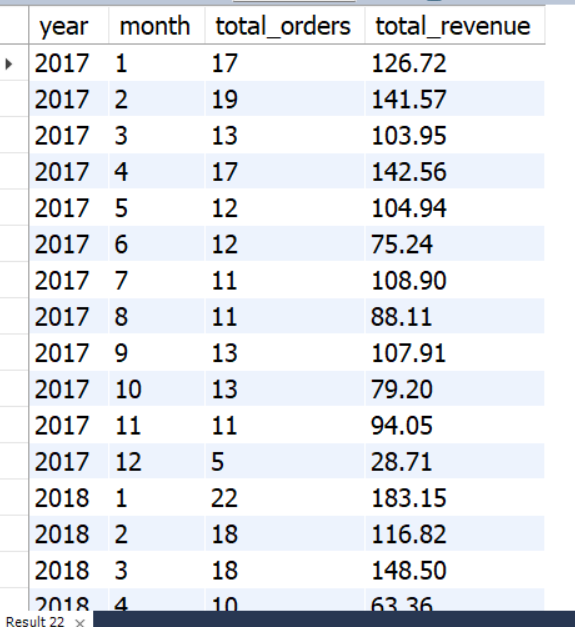 year month total_orders total_revenue
2017 1 17 126.72
2017 2 19 141.57
2017 3 13 103.95
2017 4 17 142.56
2017 5 12 104.94
2017 6 12 75.24
2017 7 11 108.90
2017 8 11 88.11
2017 9 13 107.91
2017 10 13 79.20
2017 11 11 94.05
2017 12 5 28.71
2018 1 22 183.15
2018 2 18 116.82
2018 3 18 148.50
2018 4 10 63.36
Result 22